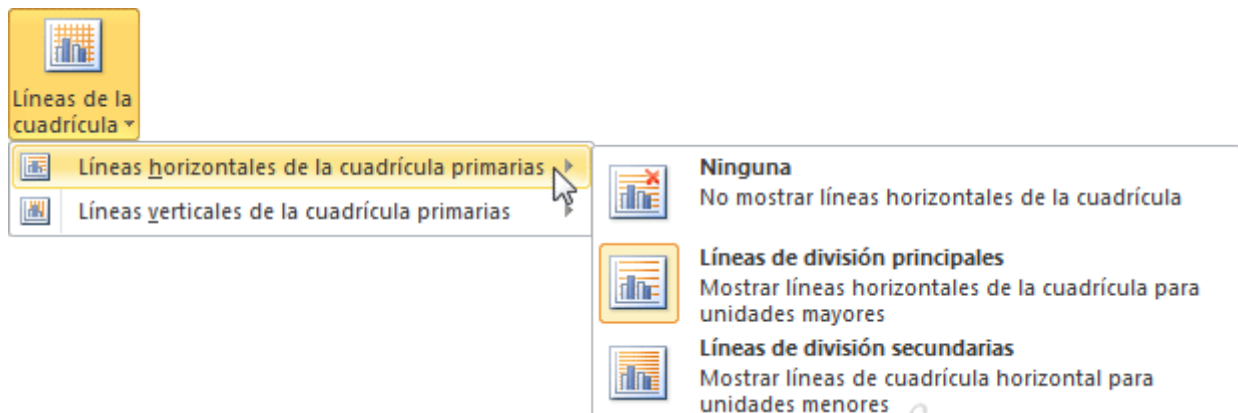 Líneas de la
cuadrícula
Líneas horizontales de la cuadrícula primarias
Líneas verticales de la cuadrícula primarias
Ninguna
No mostrar líneas horizontales de la cuadrícula
Líneas de división principales
Mostrar líneas horizontales de la cuadrícula para
unidades mayores
Líneas de división secundarias
Mostrar líneas de cuadrícula horizontal para
unidades menores